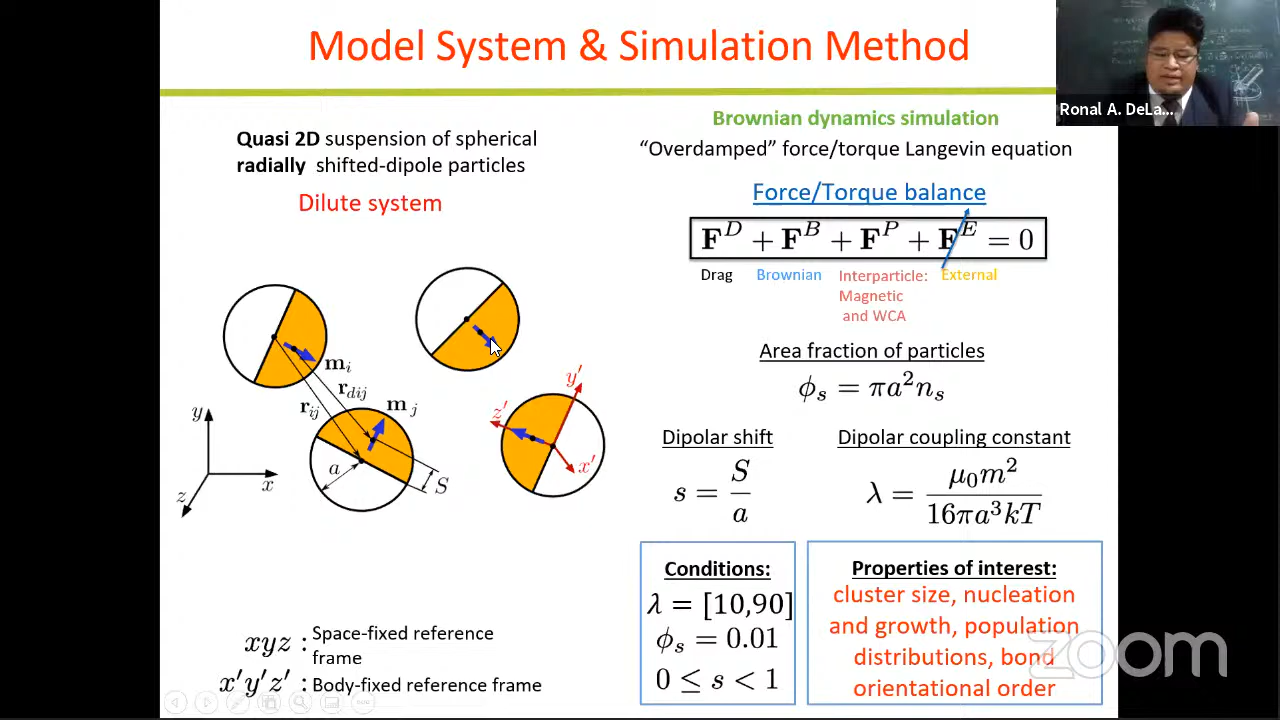 Model System & Simulation Method
Ronal A. DeLa...
Quasi 2D suspension of spherical
radially shifted-dipole particles
Dilute system
Brownian dynamics simulation
“Overdamped” force/torque Langevin equation
Force/Torque balance
F^D + F^B + F^P + F^E = 0
Drag
Brownian
Interparticle:
Magnetic
and WCA
External
Area fraction of particles
ϕ_s = πa²n_s
Dipolar shift
s = S/a
Dipolar coupling constant
λ = μ₀m²/16πa³kT
m_i
r_dij
r_ij
m_j
a
S
y
x
z
y′
z′
x′
Conditions:
λ = [10,90]
ϕ_s = 0.01
0 ≤ s < 1
Properties of interest:
cluster size, nucleation
and growth, population
distributions, bond
orientational order
xyz : Space-fixed reference
frame
x′y′z′ : Body-fixed reference frame
zoom